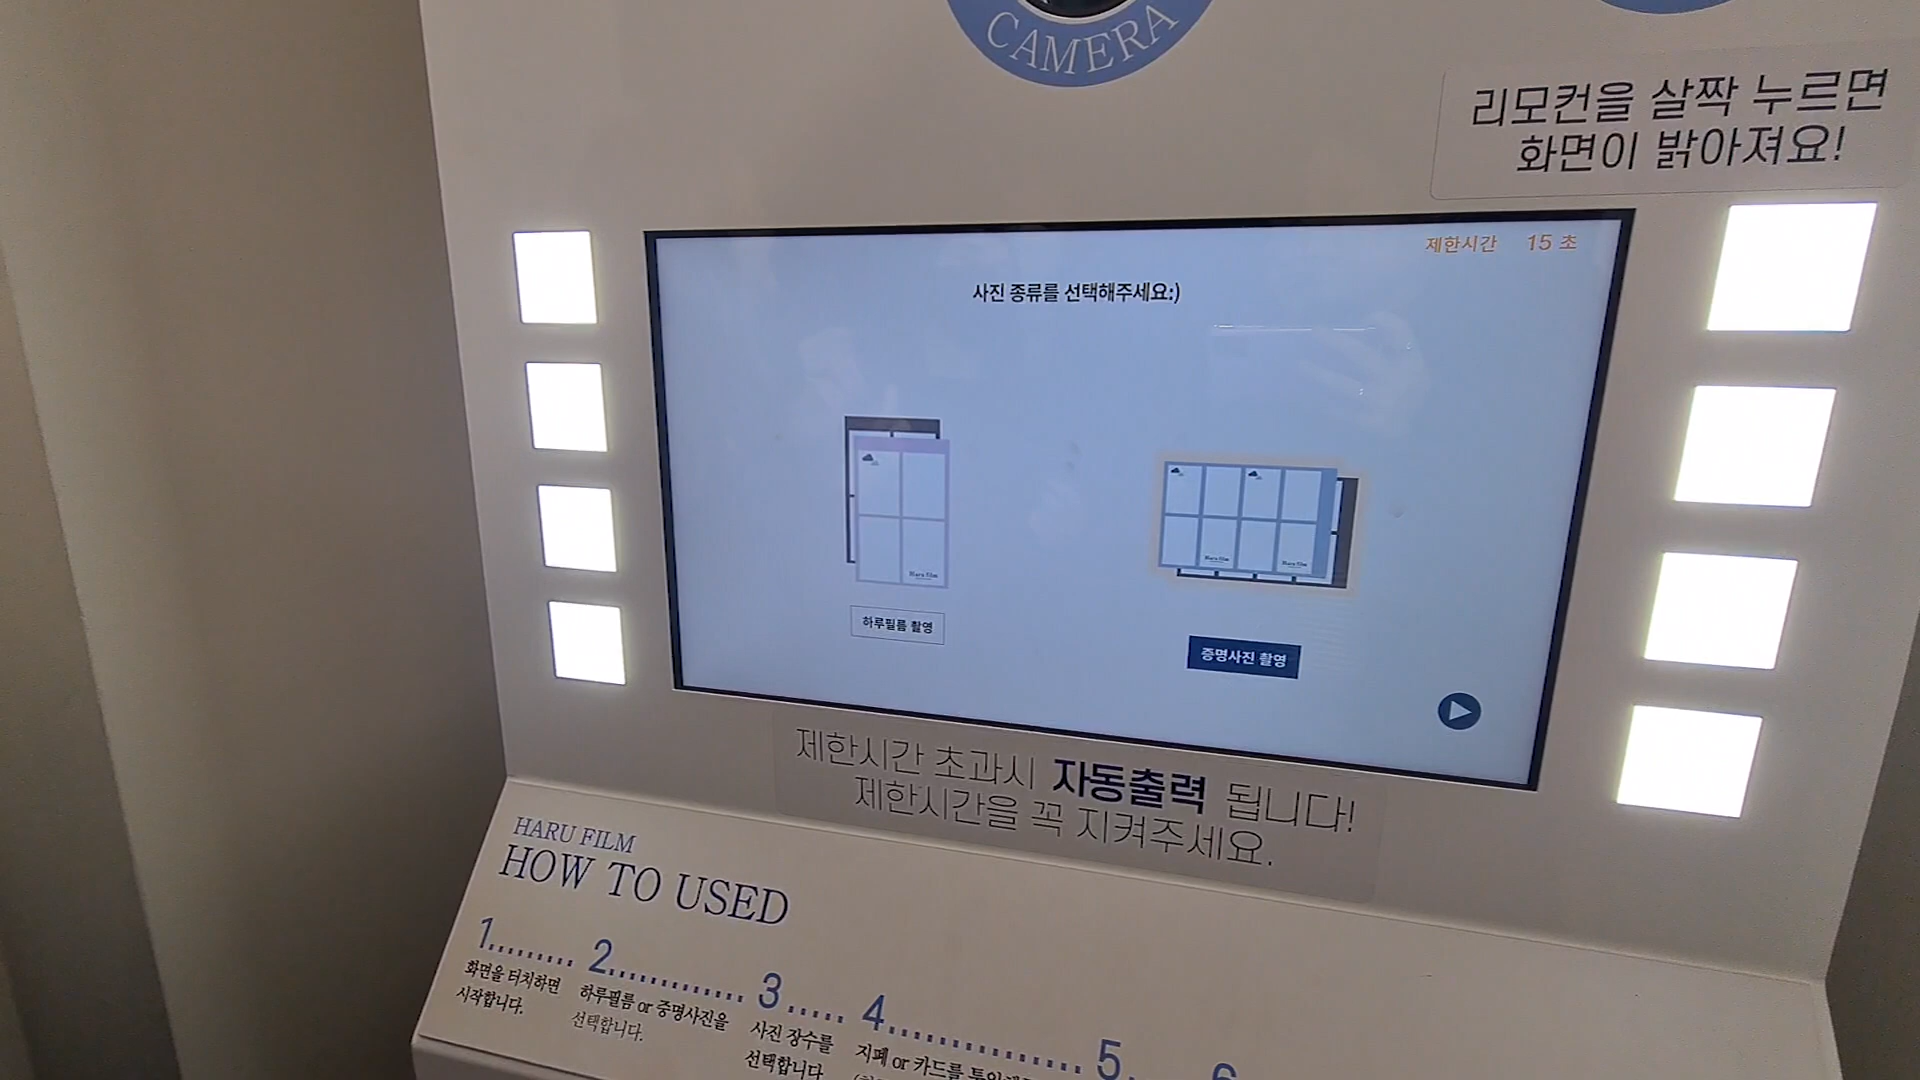 CAMERA
리모컨을 살짝 누르면
화면이 밝아져요!
제한시간 15 초
사진 종류를 선택해주세요:)
Haru film
Haru film
Haru film
하루필름 촬영
증명사진 촬영
제한시간 초과시 자동출력 됩니다!
제한시간을 꼭 지켜주세요.
HARU FILM
HOW TO USED
1
화면을 터치하면
시작합니다.
2
하루필름 or 증명사진을
선택합니다.
3
사진 장수를
선택합니다
4
지폐 or 카드를
5
6